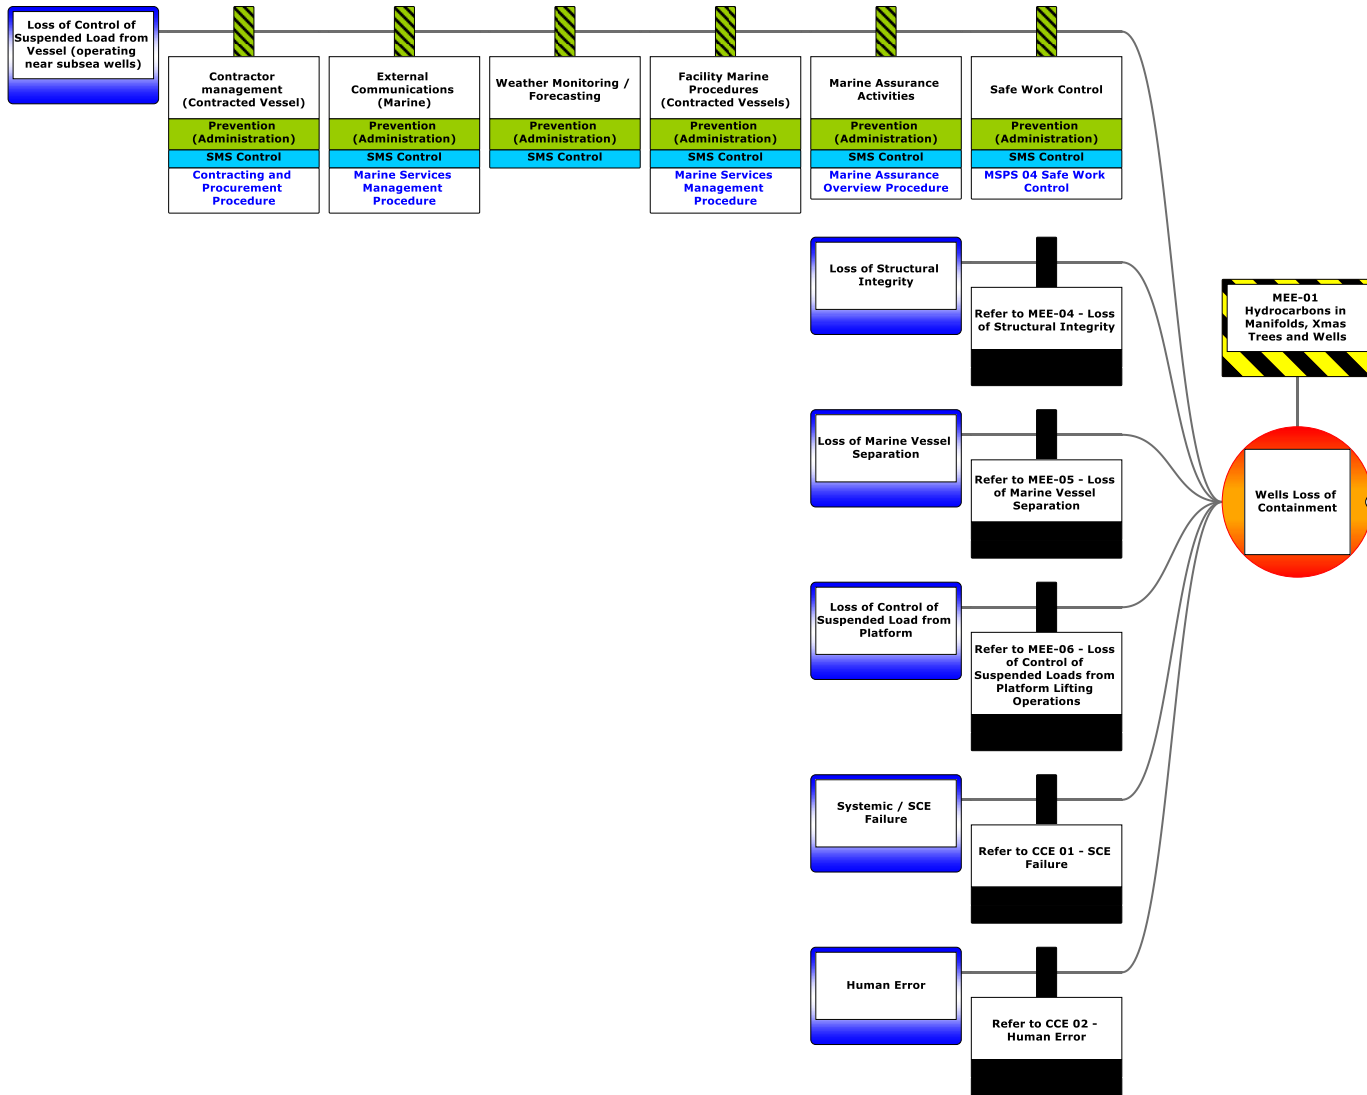 Loss of Control of
Suspended Load from
Vessel (operating
near subsea wells)
Contractor
management
(Contracted Vessel)
Prevention
(Administration)
SMS Control
Contracting and
Procurement
Procedure
External
Communications
(Marine)
Prevention
(Administration)
SMS Control
Marine Services
Management
Procedure
Weather Monitoring /
Forecasting
Prevention
(Administration)
SMS Control
Facility Marine
Procedures
(Contracted Vessels)
Prevention
(Administration)
SMS Control
Marine Services
Management
Procedure
Marine Assurance
Activities
Prevention
(Administration)
SMS Control
Marine Assurance
Overview Procedure
Safe Work Control
Prevention
(Administration)
SMS Control
MSPS 04 Safe Work
Control
Loss of Structural
Integrity
Refer to MEE-04 - Loss
of Structural Integrity
MEE-01
Hydrocarbons in
Manifolds, Xmas
Trees and Wells
Loss of Marine Vessel
Separation
Refer to MEE-05 - Loss
of Marine Vessel
Separation
Wells Loss of
Containment
Loss of Control of
Suspended Load from
Platform
Refer to MEE-06 - Loss
of Control of
Suspended Loads from
Platform Lifting
Operations
Systemic / SCE
Failure
Refer to CCE 01 - SCE
Failure
Human Error
Refer to CCE 02 -
Human Error